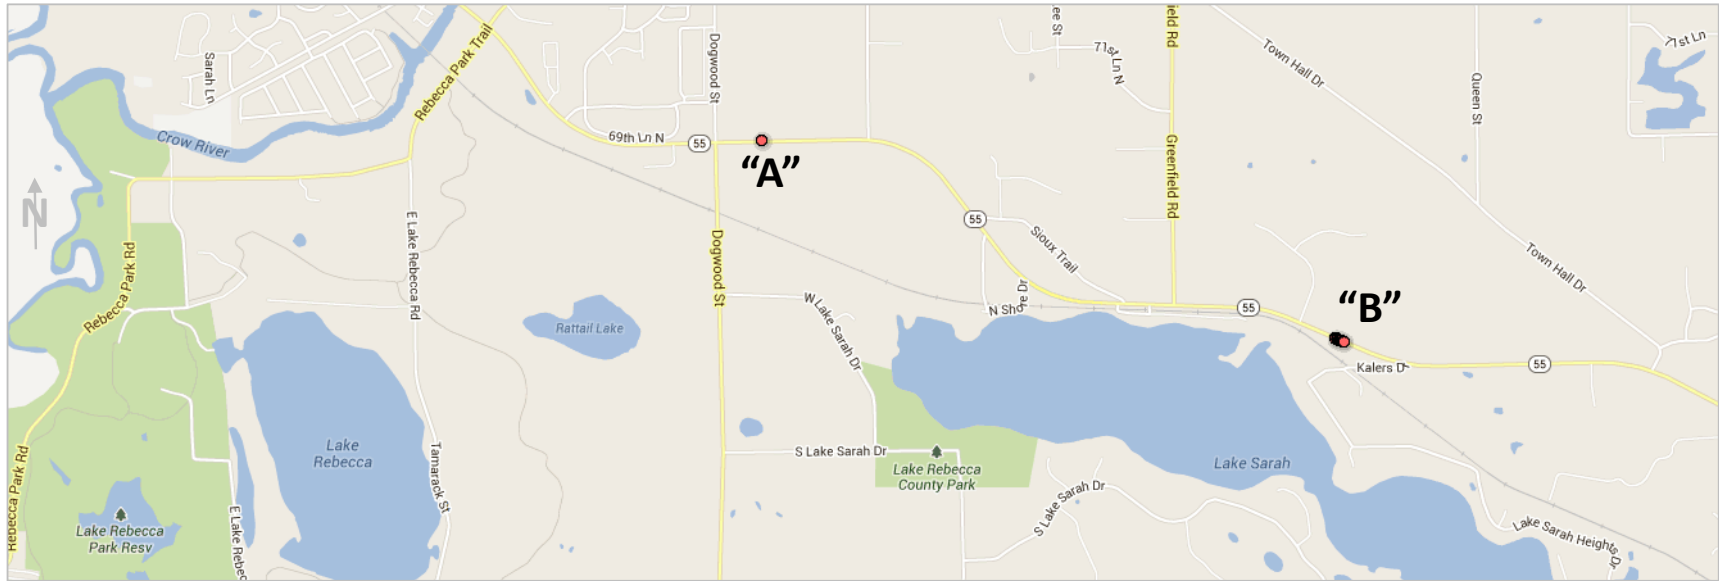 ee St
ield Rd
Rebecca Park Trail
Sarah Ln
Dogwood St
71st Ln N
Town Hall Dr
Queen St
71st Ln
Crow River
69th Ln N
55
"A"
Greenfield Rd
N
E Lake Rebecca Rd
Dogwood St
55
Sioux Trail
Town Hall Dr
Rebecca Park Rd
W Lake Sarah Dr
N Shore Dr
55
"B"
Rattail Lake
Kalers D
55
Lake
Rebecca
Tamarack St
S Lake Sarah Dr
Lake Rebecca
County Park
Lake Sarah
Rebecca Park Rd
S Lake Sarah Dr
Lake Rebecca
Park Resv
E Lake Rebec
Lake Sarah Heights Dr